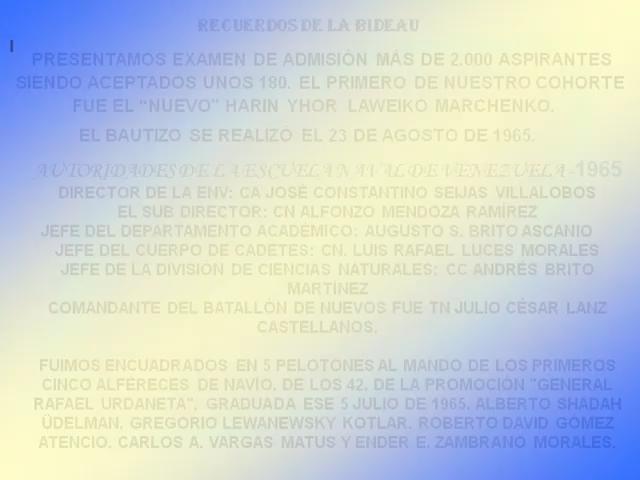 RECUERDOS DE LA BIDEAU
PRESENTAMOS EXAMEN DE ADMISIÓN MÁS DE 2.000 ASPIRANTES
SIENDO ACEPTADOS UNOS 180. EL PRIMERO DE NUESTRO COHORTE
FUE EL “NUEVO” HARIN YHOR LAWEIKO MARCHENKO.
EL BAUTIZO SE REALIZÓ EL 23 DE AGOSTO DE 1965.
AUTORIDADES DE LA ESCUELA NAVAL DE VENEZUELA -1965
DIRECTOR DE LA ENV: CA JOSÉ CONSTANTINO SEIJAS VILLALOBOS
EL SUB DIRECTOR: CN ALFONZO MENDOZA RAMÍREZ
JEFE DEL DEPARTAMENTO ACADÉMICO: AUGUSTO S. BRITO ASCANIO
JEFE DEL CUERPO DE CADETES: CN. LUIS RAFAEL LUCES MORALES
JEFE DE LA DIVISIÓN DE CIENCIAS NATURALES: CC ANDRÉS BRITO
MARTÍNEZ
COMANDANTE DEL BATALLÓN DE NUEVOS FUE TN JULIO CÉSAR LANZ
CASTELLANOS.
FUIMOS ENCUADRADOS EN 5 PELOTONES AL MANDO DE LOS PRIMEROS
CINCO ALFÉRECES DE NAVÍO, DE LOS 42, DE LA PROMOCIÓN "GENERAL
RAFAEL URDANETA", GRADUADA ESE 5 JULIO DE 1965, ALBERTO SHADAH
ÜDELMAN, GREGORIO LEWANEWSKY KOTLAR, ROBERTO DAVID GÓMEZ
ATENCIO, CARLOS A. VARGAS MATUS Y ENDER E. ZAMBRANO MORALES.